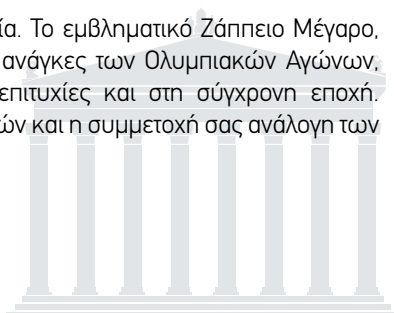 ία. Το εμβληματικό Ζάππειο Μέγαρο,
ανάγκες των Ολυμπιακών Αγώνων,
επιτυχίες και στη σύγχρονη εποχή.
ών και η συμμετοχή σας ανάλογη των